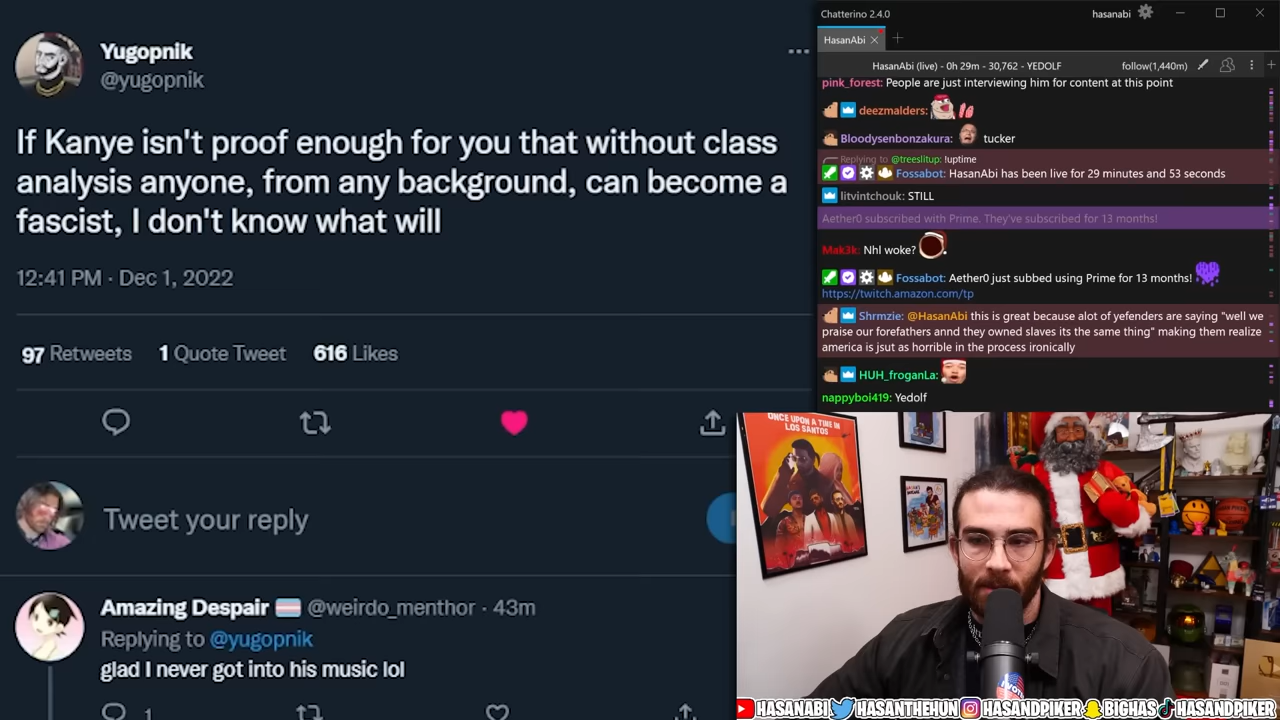 Yugopnik
@yugopnik
If Kanye isn't proof enough for you that without class
analysis anyone, from any background, can become a
fascist, I don't know what will
12:41 PM · Dec 1, 2022
97 Retweets 1 Quote Tweet 616 Likes
Tweet your reply
Amazing Despair @weirdo_menthor · 43m
Replying to @yugopnik
glad I never got into his music lol
1
Chatterino 2.4.0
hasanabi
HasanAbi
HasanAbi (live) - 0h 29m - 30,762 - YEDOLF
follow(1,440m)
pink_forest: People are just interviewing him for content at this point
deezmalders:
Bloodysenbonzakura: tucker
Replying to @treeslitup: !uptime
Fossabot: HasanAbi has been live for 29 minutes and 53 seconds
litvintchouk: STILL
Aether0 subscribed with Prime. They've subscribed for 13 months!
Mak3k: Nhl woke?
Fossabot: Aether0 just subbed using Prime for 13 months!
https://twitch.amazon.com/tp
Shrmzie: @HasanAbi this is great because alot of yefenders are saying "well we
praise our forefathers annd they owned slaves its the same thing" making them realize
america is jsut as horrible in the process ironically
HUH_froganLa:
nappyboi419: Yedolf
ONCE UPON A TIME IN
LOS SANTOS
HASANABI HASANTHEHUN HASANDPIKER BIGHAS HASANDPIKER